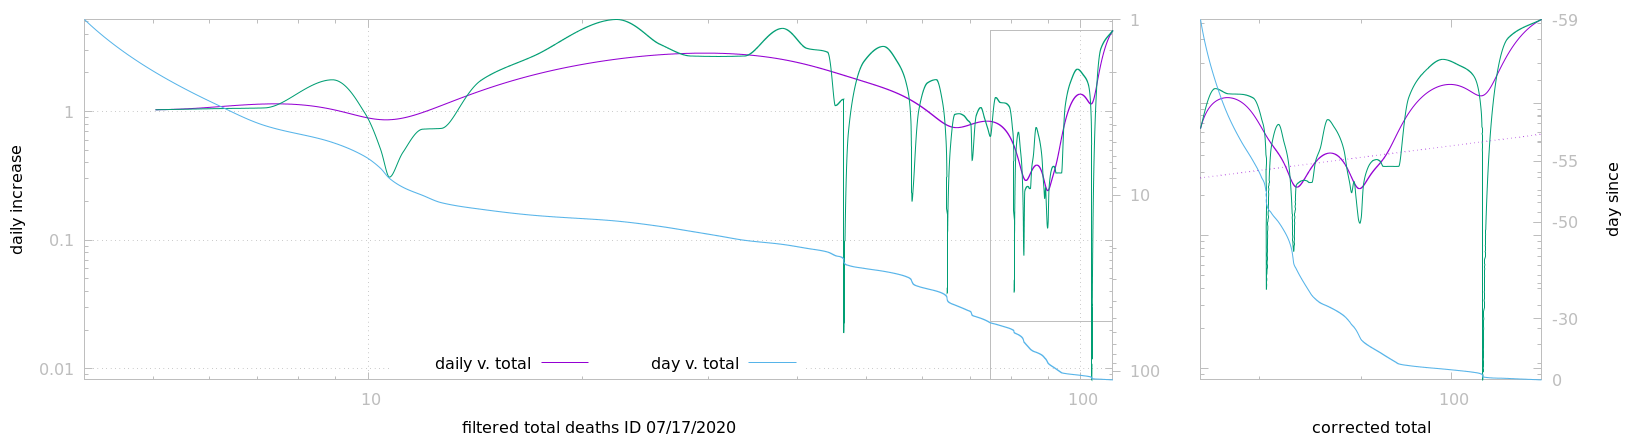 daily increase
1
0.1
0.01
10
100
1
10
100
daily v. total
day v. total
filtered total deaths ID 07/17/2020
-59
-55
-50
-30
0
100
day since
corrected total